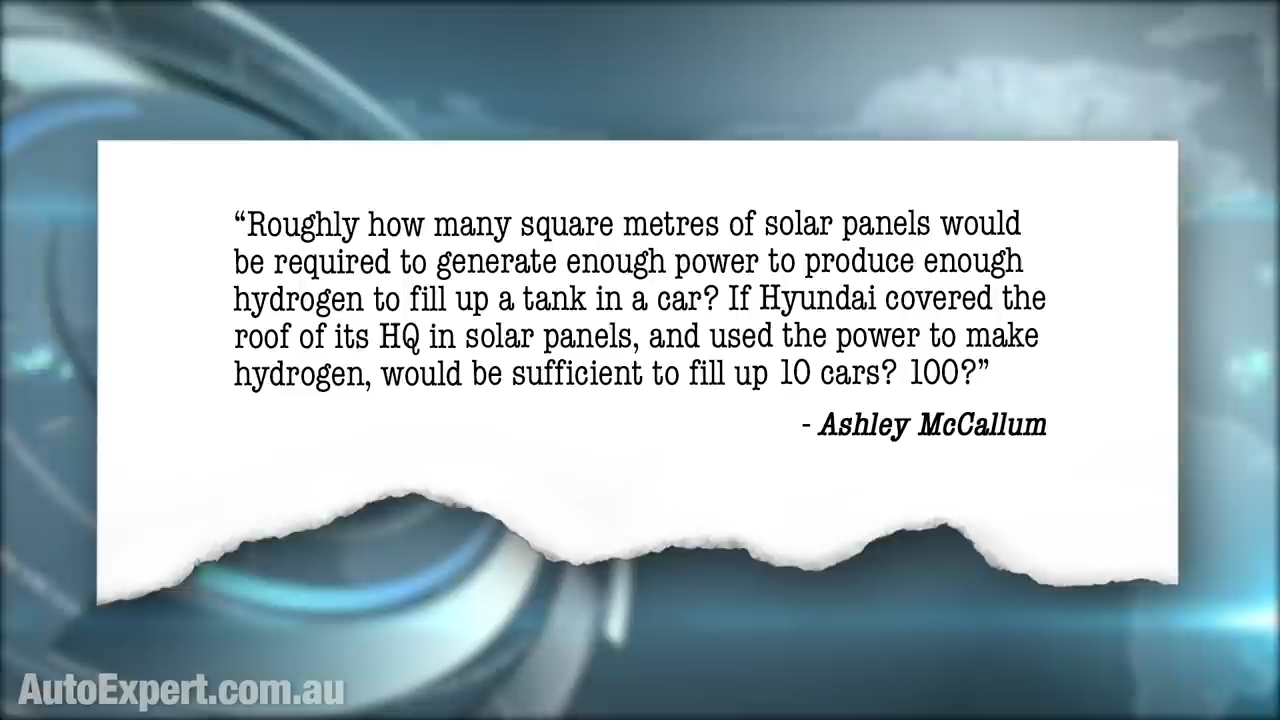 “Roughly how many square metres of solar panels would
be required to generate enough power to produce enough
hydrogen to fill up a tank in a car? If Hyundai covered the
roof of its HQ in solar panels, and used the power to make
hydrogen, would be sufficient to fill up 10 cars? 100?”
- Ashley McCallum
AutoExpert.com.au